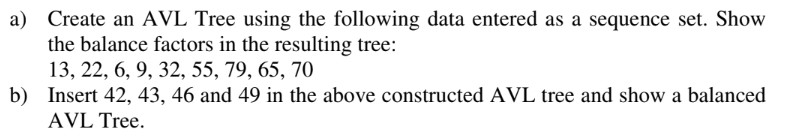 a) Create an AVL Tree using the following data entered as a sequence set. Show
the balance factors in the resulting tree:
13, 22, 6, 9, 32, 55, 79, 65, 70
b) Insert 42, 43, 46 and 49 in the above constructed AVL tree and show a balanced
AVL Tree.